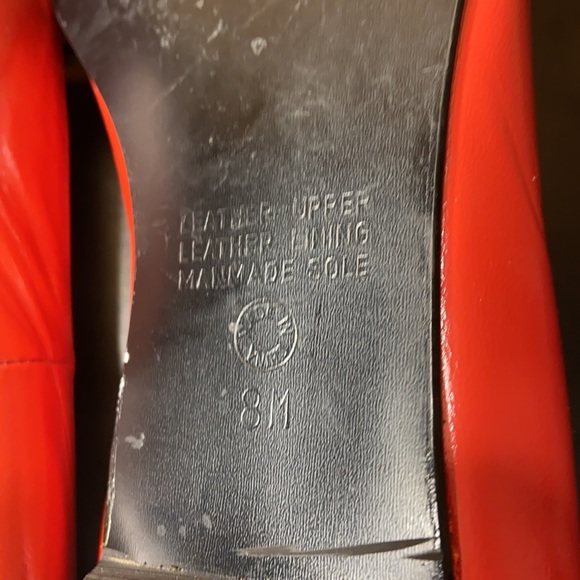 LEATHER UPPER
LEATHER LINING
MANMADE SOLE
8M